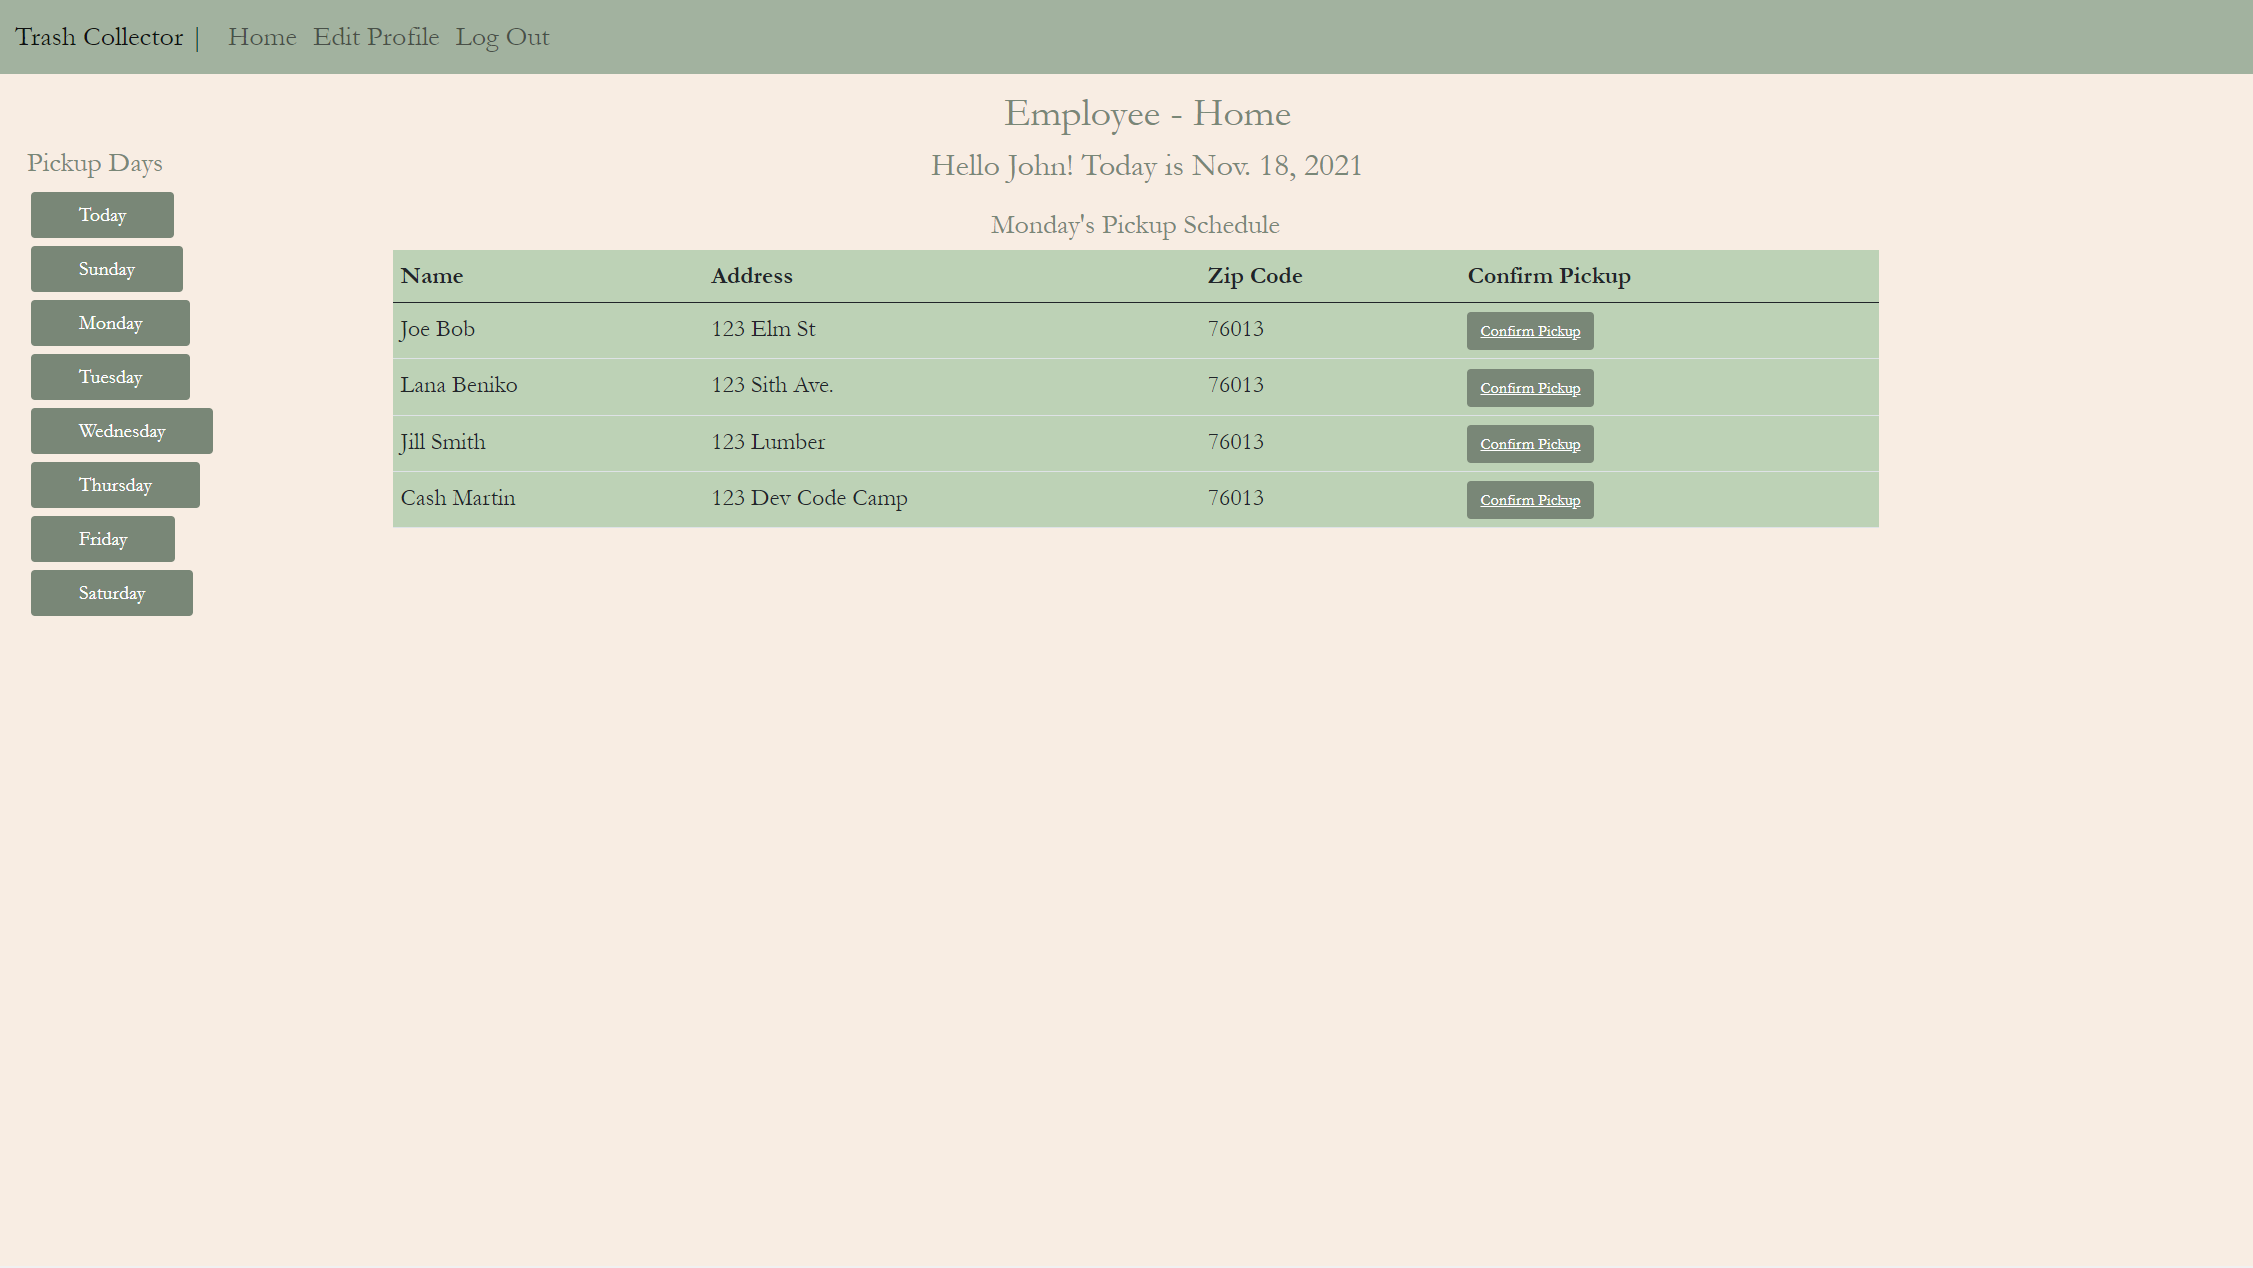 Trash Collector | Home Edit Profile Log Out
Employee - Home
Hello John! Today is Nov. 18, 2021
Pickup Days
Today
Sunday
Monday
Tuesday
Wednesday
Thursday
Friday
Saturday
Monday's Pickup Schedule
Name Address Zip Code Confirm Pickup
Joe Bob 123 Elm St 76013 Confirm Pickup
Lana Beniko 123 Sith Ave. 76013 Confirm Pickup
Jill Smith 123 Lumber 76013 Confirm Pickup
Cash Martin 123 Dev Code Camp 76013 Confirm Pickup